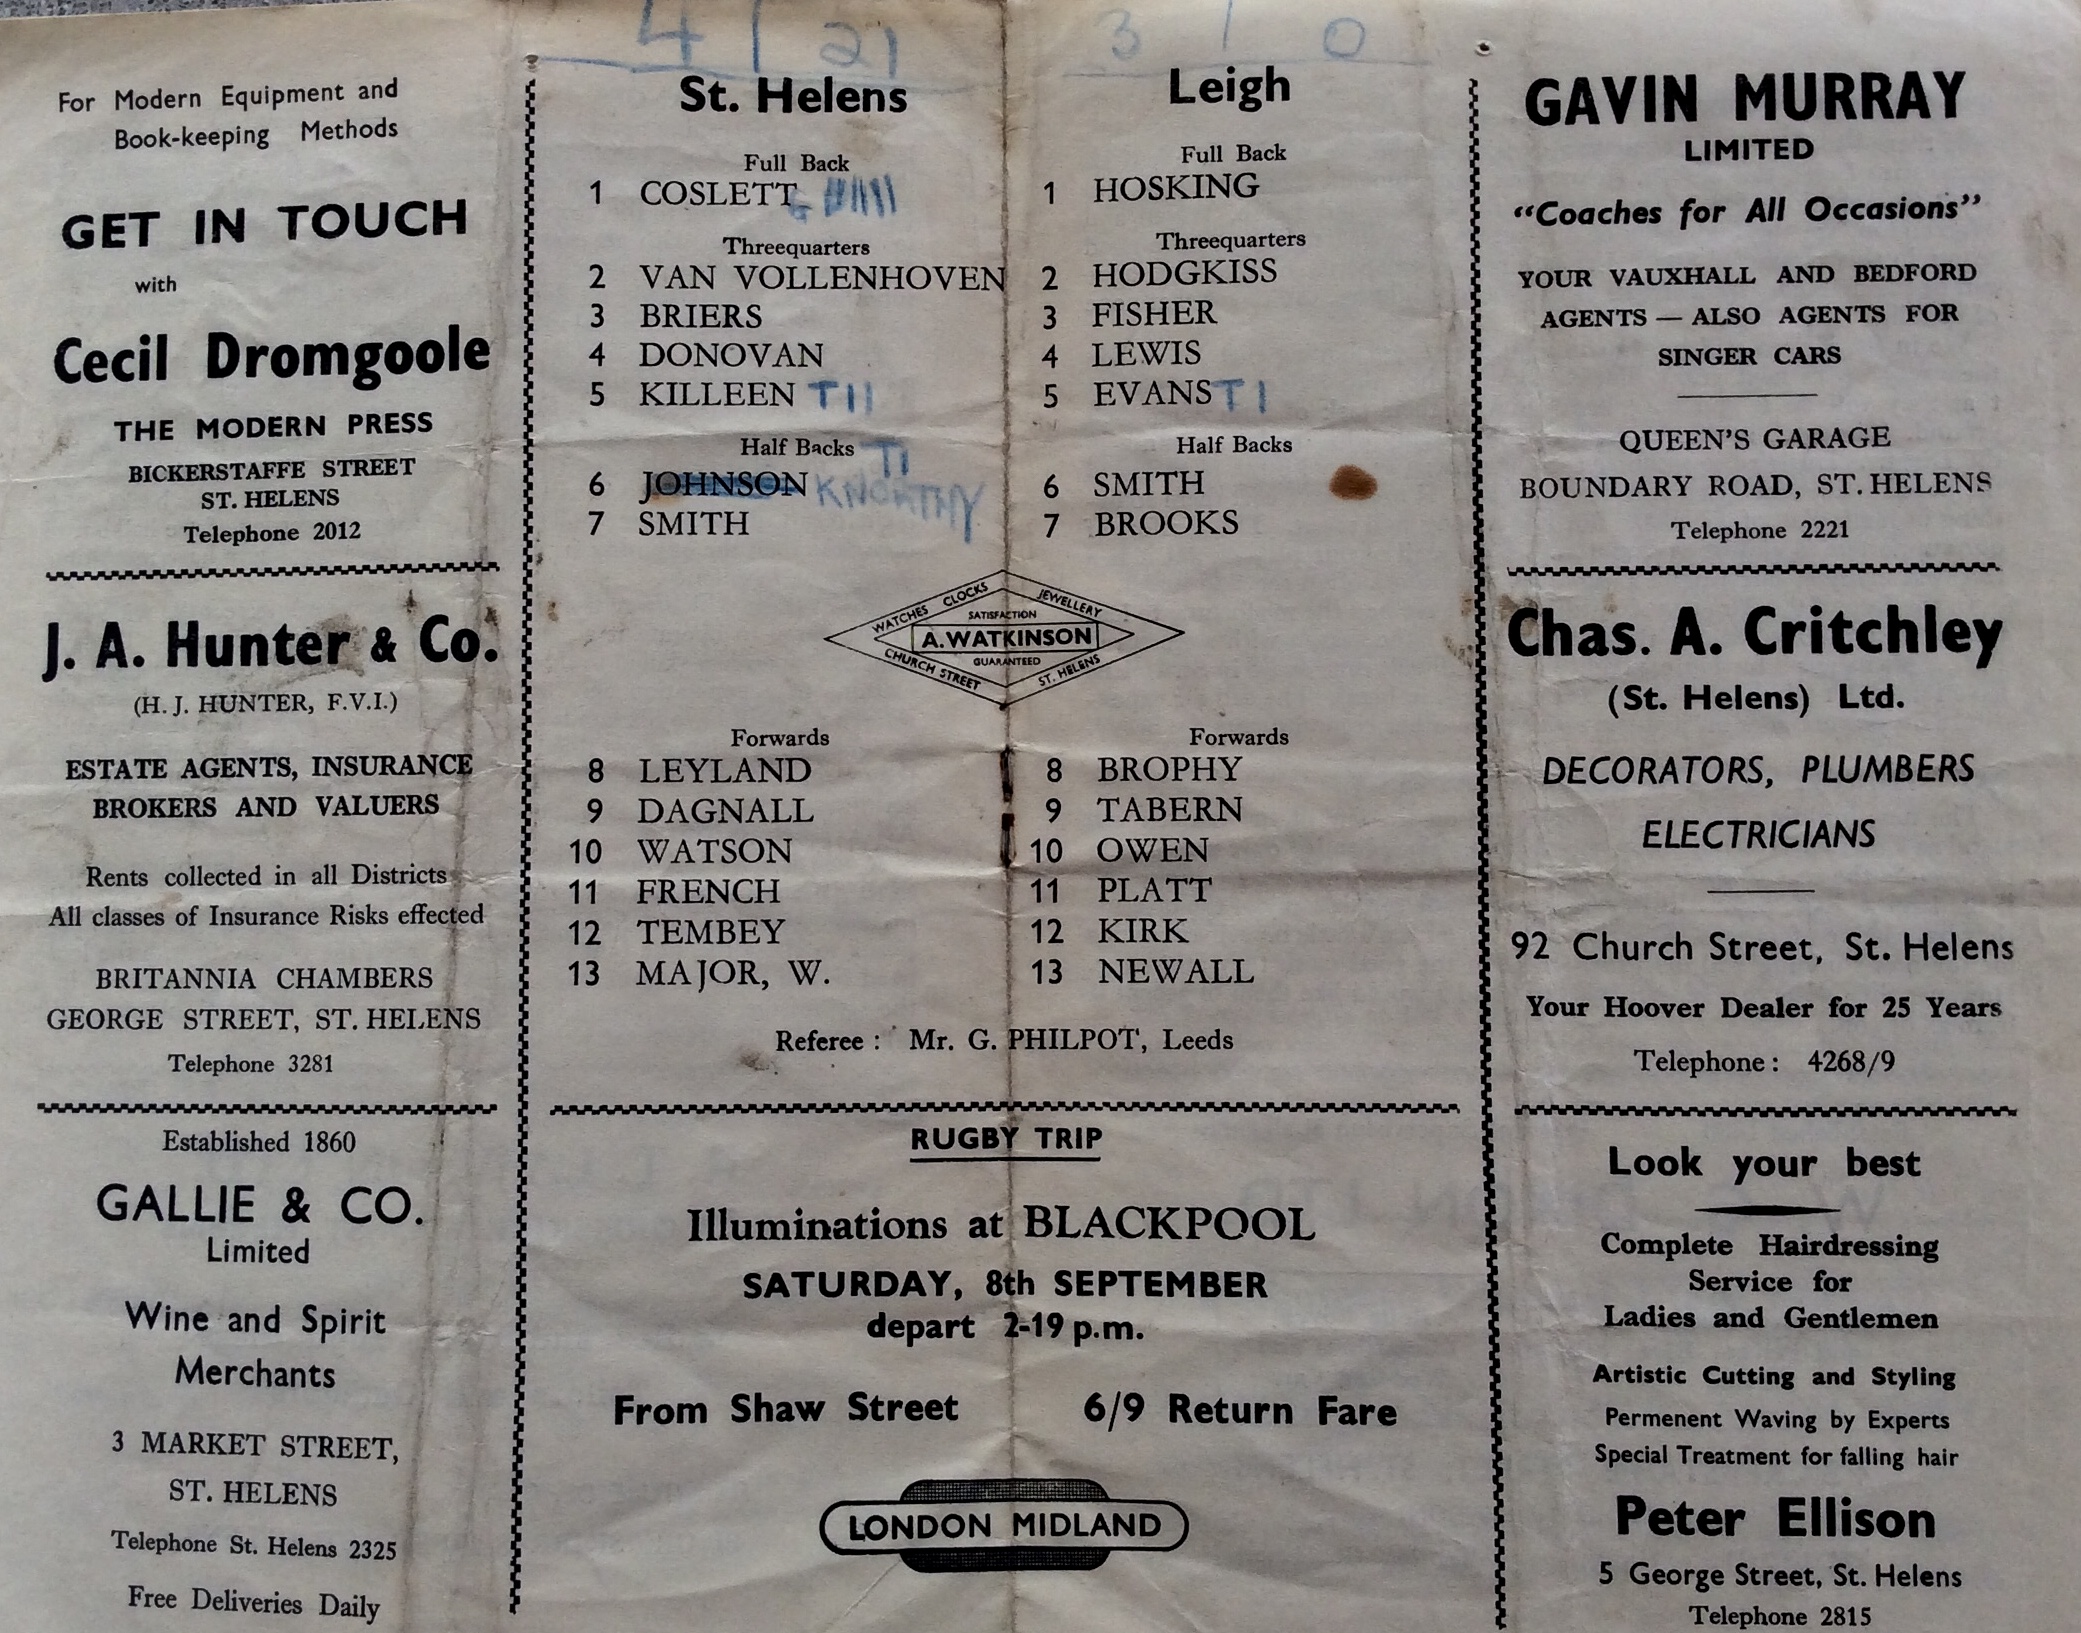 For Modern Equipment and
Book-keeping Methods
GET IN TOUCH
with
Cecil Dromgoole
THE MODERN PRESS
BICKERSTAFFE STREET
ST. HELENS
Telephone 2012
J. A. Hunter & Co.
(H. J. HUNTER, F.V.I.)
ESTATE AGENTS, INSURANCE
BROKERS AND VALUERS
Rents collected in all Districts
All classes of Insurance Risks effected
BRITANNIA CHAMBERS
GEORGE STREET, ST. HELENS
Telephone 3281
Established 1860
GALLIE & CO.
Limited
Wine and Spirit
Merchants
3 MARKET STREET,
ST. HELENS
Telephone St. Helens 2325
Free Deliveries Daily
4 | 21
St. Helens
Full Back
1 COSLETT G
Threequarters
2 VAN VOLLENHOVEN
3 BRIERS
4 DONOVAN
5 KILLEEN T II
Half Backs T I
6 JOHNSON KNORTHY
7 SMITH
3 | 0
Leigh
Full Back
1 HOSKING
Threequarters
2 HODGKISS
3 FISHER
4 LEWIS
5 EVANS T I
Half Backs
6 SMITH
7 BROOKS
WATCHES CLOCKS JEWELLERY
SATISFACTION
A. WATKINSON
GUARANTEED
CHURCH STREET ST. HELENS
Forwards
8 LEYLAND
9 DAGNALL
10 WATSON
11 FRENCH
12 TEMBEY
13 MAJOR, W.
Forwards
8 BROPHY
9 TABERN
10 OWEN
11 PLATT
12 KIRK
13 NEWALL
Referee : Mr. G. PHILPOT, Leeds
RUGBY TRIP
Illuminations at BLACKPOOL
SATURDAY, 8th SEPTEMBER
depart 2-19 p.m.
From Shaw Street 6/9 Return Fare
LONDON MIDLAND
GAVIN MURRAY
LIMITED
"Coaches for All Occasions"
YOUR VAUXHALL AND BEDFORD
AGENTS — ALSO AGENTS FOR
SINGER CARS
QUEEN'S GARAGE
BOUNDARY ROAD, ST. HELENS
Telephone 2221
Chas. A. Critchley
(St. Helens) Ltd.
DECORATORS, PLUMBERS
ELECTRICIANS
92 Church Street, St. Helens
Your Hoover Dealer for 25 Years
Telephone : 4268/9
Look your best
Complete Hairdressing
Service for
Ladies and Gentlemen
Artistic Cutting and Styling
Permenent Waving by Experts
Special Treatment for falling hair
Peter Ellison
5 George Street, St. Helens
Telephone 2815